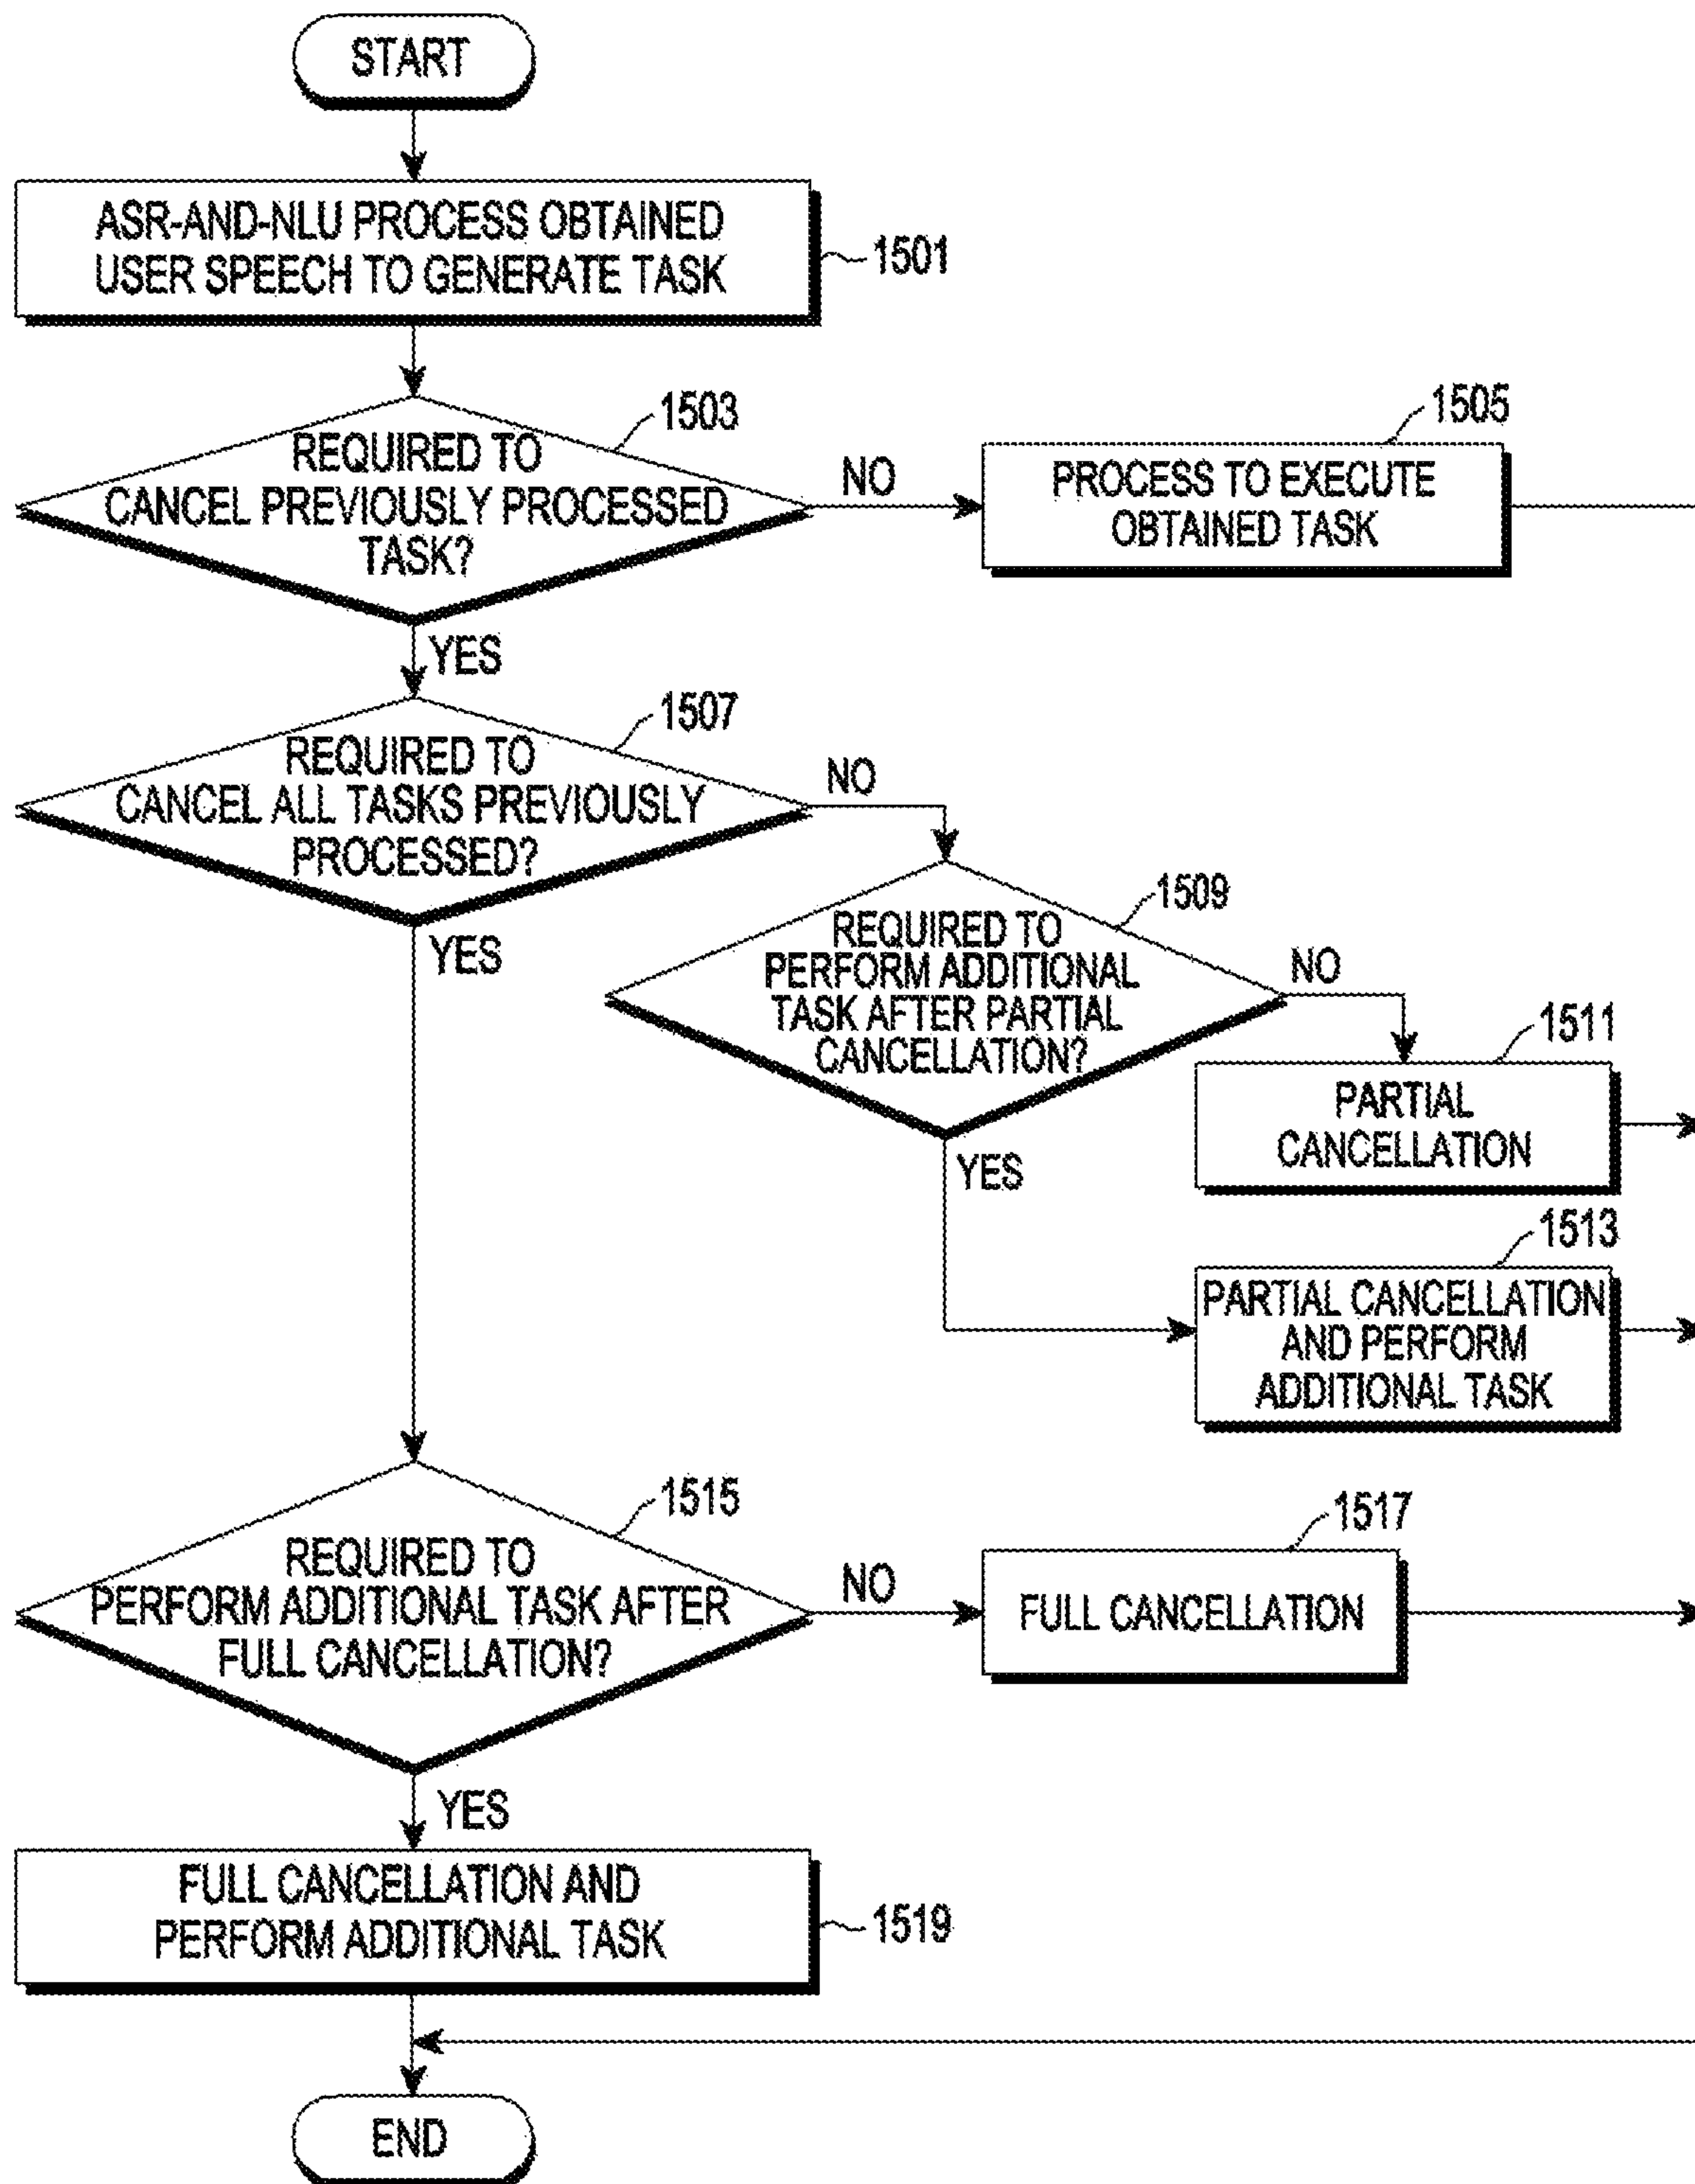 START
ASR-AND-NLU PROCESS OBTAINED
USER SPEECH TO GENERATE TASK
1501
1503
REQUIRED TO
CANCEL PREVIOUSLY PROCESSED
TASK?
NO
1505
PROCESS TO EXECUTE
OBTAINED TASK
YES
1507
REQUIRED TO
CANCEL ALL TASKS PREVIOUSLY
PROCESSED?
NO
YES
1509
REQUIRED TO
PERFORM ADDITIONAL
TASK AFTER PARTIAL
CANCELLATION?
NO
1511
PARTIAL
CANCELLATION
YES
1513
PARTIAL CANCELLATION
AND PERFORM
ADDITIONAL TASK
1515
REQUIRED TO
PERFORM ADDITIONAL TASK AFTER
FULL CANCELLATION?
NO
1517
FULL CANCELLATION
YES
FULL CANCELLATION AND
PERFORM ADDITIONAL TASK
1519
END